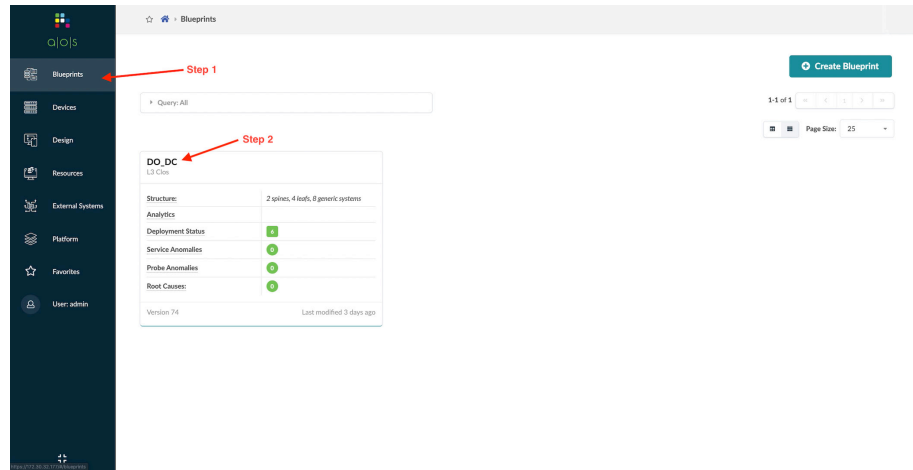 ☆ > Blueprints
a|o|s
Blueprints
Devices
Design
Resources
External Systems
Platform
Favorites
User: admin
Step 1
Create Blueprint
Query: All
1-1 of 1
Page Size: 25
Step 2
DO_DC
L3 Clos
Structure: 2 spines, 4 leafs, 8 generic systems
Analytics
Deployment Status
Service Anomalies 0
Probe Anomalies 0
Root Causes: 0
Version 74 Last modified 3 days ago